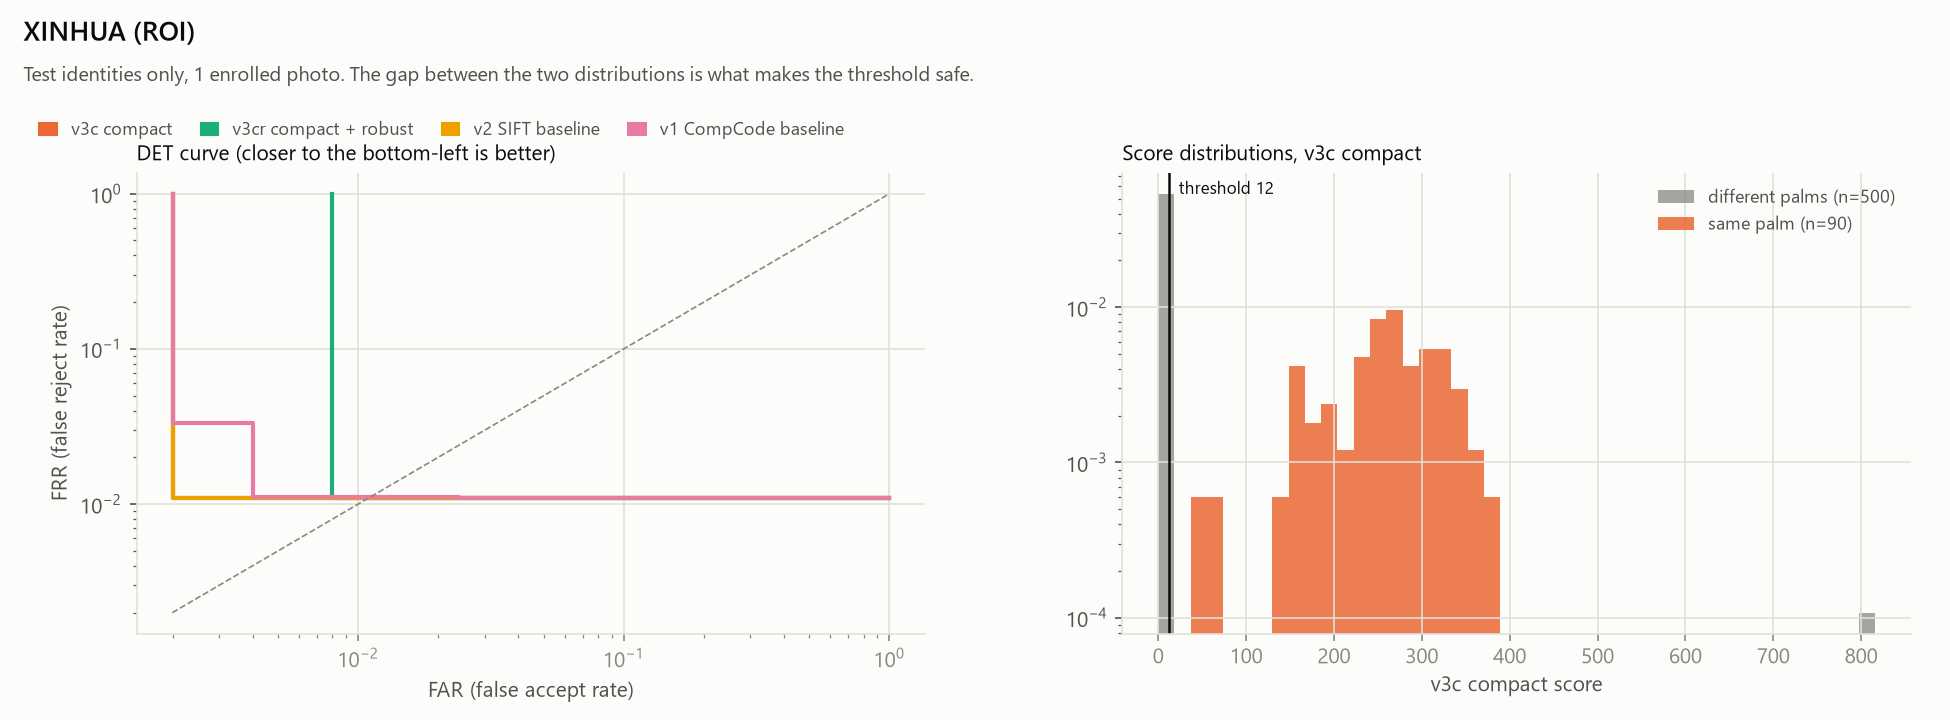 XINHUA (ROI)
Test identities only, 1 enrolled photo. The gap between the two distributions is what makes the threshold safe.
v3c compact
v3cr compact + robust
v2 SIFT baseline
v1 CompCode baseline
DET curve (closer to the bottom-left is better)
10⁰
10⁻¹
10⁻²
FRR (false reject rate)
10⁻²
10⁻¹
10⁰
FAR (false accept rate)
Score distributions, v3c compact
threshold 12
different palms (n=500)
same palm (n=90)
10⁻²
10⁻³
10⁻⁴
0
100
200
300
400
500
600
700
800
v3c compact score